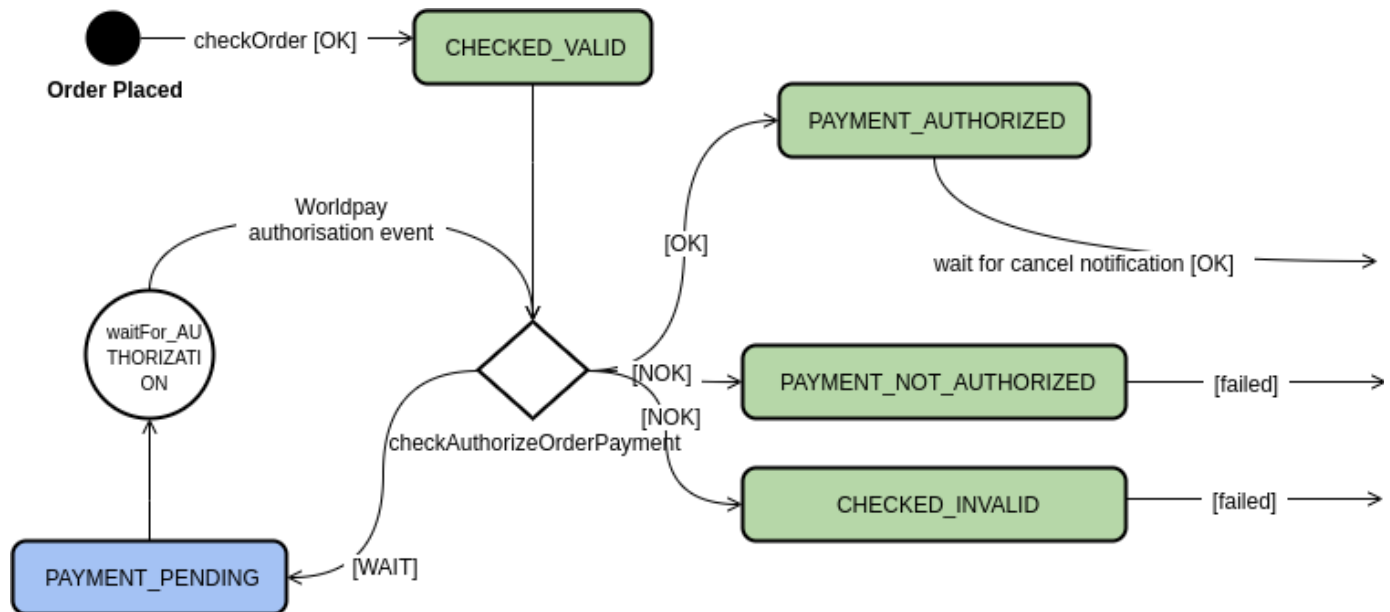 checkOrder [OK]
CHECKED_VALID
Order Placed
PAYMENT_AUTHORIZED
Worldpay
authorisation event
[OK]
wait for cancel notification [OK]
waitFor_AU
THORIZATI
ON
[NOK]
PAYMENT_NOT_AUTHORIZED
[failed]
[NOK]
checkAuthorizeOrderPayment
CHECKED_INVALID
[failed]
[WAIT]
PAYMENT_PENDING